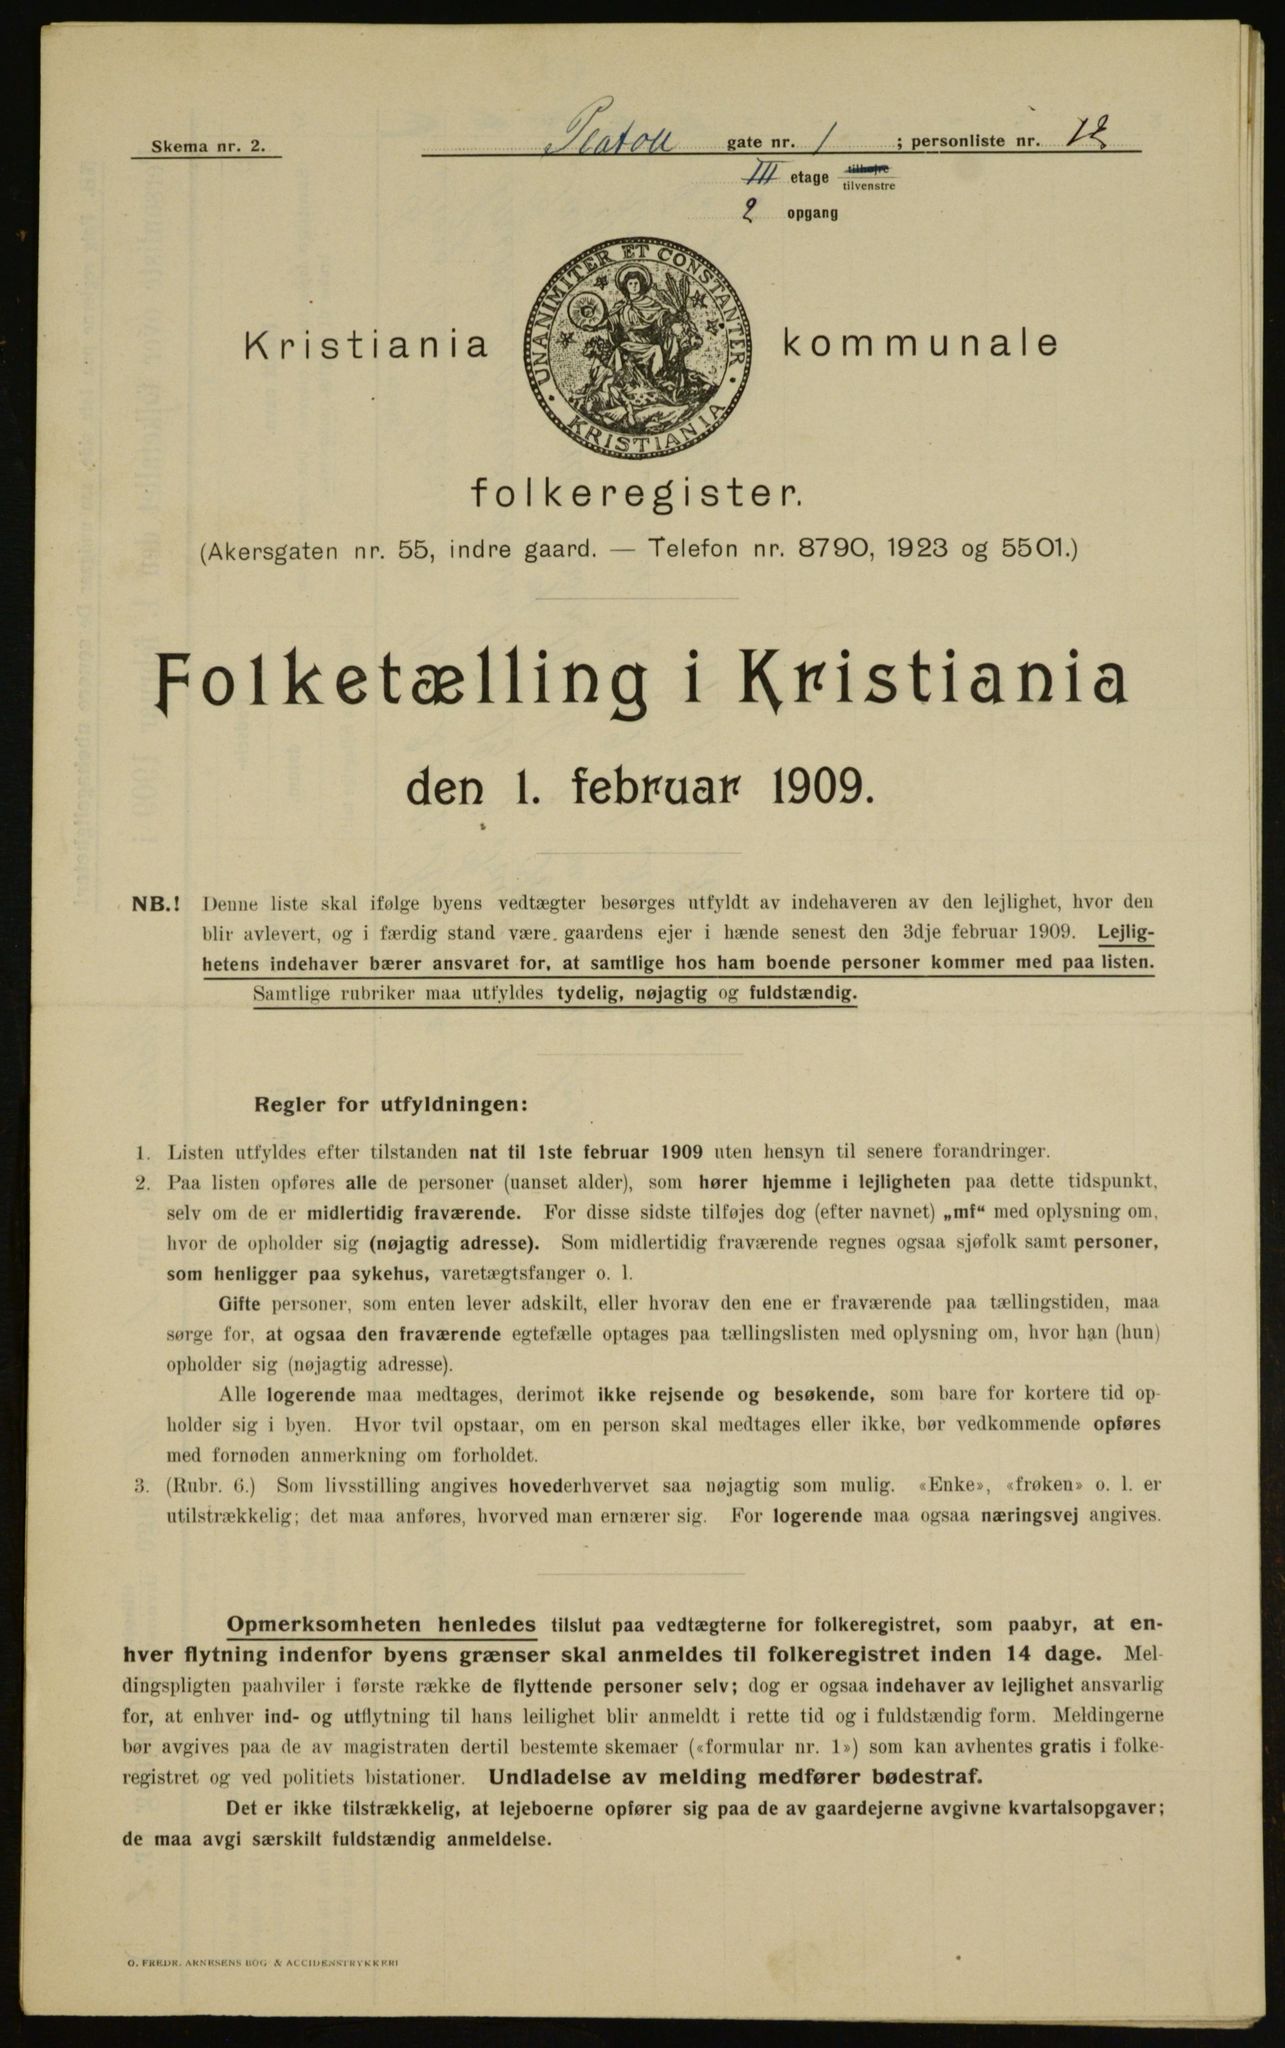 Skema nr. 2.
Platou gate nr. 1 ; personliste nr. 12
III etage tilhøjre tilvenstre
2 opgang
UNANIMITER ET CONSTANTER · KRISTIANIA ·
Kristiania kommunale
folkeregister.
(Akersgaten nr. 55, indre gaard. — Telefon nr. 8790, 1923 og 5501.)
Folketælling i Kristiania
den 1. februar 1909.
NB.! Denne liste skal ifølge byens vedtægter besørges utfyldt av indehaveren av den lejlighet, hvor den
blir avlevert, og i færdig stand være gaardens ejer i hænde senest den 3dje februar 1909. Lejlig-
hetens indehaver bærer ansvaret for, at samtlige hos ham boende personer kommer med paa listen.
Samtlige rubriker maa utfyldes tydelig, nøjagtig og fuldstændig.
Regler for utfyldningen:
1. Listen utfyldes efter tilstanden nat til 1ste februar 1909 uten hensyn til senere forandringer.
2. Paa listen opføres alle de personer (uanset alder), som hører hjemme i lejligheten paa dette tidspunkt,
selv om de er midlertidig fraværende. For disse sidste tilføjes dog (efter navnet) „mf“ med oplysning om,
hvor de opholder sig (nøjagtig adresse). Som midlertidig fraværende regnes ogsaa sjøfolk samt personer,
som henligger paa sykehus, varetægtsfanger o. l.
Gifte personer, som enten lever adskilt, eller hvorav den ene er fraværende paa tællingstiden, maa
sørge for, at ogsaa den fraværende egtefælle optages paa tællingslisten med oplysning om, hvor han (hun)
opholder sig (nøjagtig adresse).
Alle logerende maa medtages, derimot ikke rejsende og besøkende, som bare for kortere tid op-
holder sig i byen. Hvor tvil opstaar, om en person skal medtages eller ikke, bør vedkommende opføres
med fornøden anmerkning om forholdet.
3. (Rubr. 6.) Som livsstilling angives hovederhvervet saa nøjagtig som mulig. «Enke», «frøken» o. l. er
utilstrækkelig; det maa anføres, hvorved man ernærer sig. For logerende maa ogsaa næringsvej angives.
Opmerksomheten henledes tilslut paa vedtægterne for folkeregistret, som paabyr, at en-
hver flytning indenfor byens grænser skal anmeldes til folkeregistret inden 14 dage. Mel-
dingspligten paahviler i første række de flyttende personer selv; dog er ogsaa indehaver av lejlighet ansvarlig
for, at enhver ind- og utflytning til hans leilighet blir anmeldt i rette tid og i fuldstændig form. Meldingerne
bør avgives paa de av magistraten dertil bestemte skemaer («formular nr. 1») som kan avhentes gratis i folke-
registret og ved politiets bistationer. Undladelse av melding medfører bødestraf.
Det er ikke tilstrækkelig, at lejeboerne opfører sig paa de av gaardejerne avgivne kvartalsopgaver;
de maa avgi særskilt fuldstændig anmeldelse.
O. FREDR. ARNESENS BOG & ACCIDENSTRYKKERI